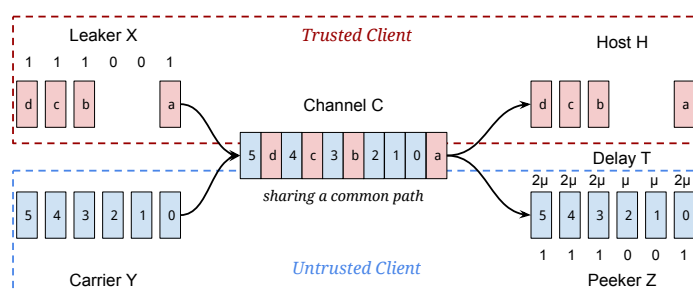 Leaker X
Trusted Client
Host H
1 1 1 0 0 1
d c b a
d c b a
Channel C
5 d 4 c 3 b 2 1 0 a
Delay T
sharing a common path
2μ 2μ 2μ μ μ 2μ
5 4 3 2 1 0
5 4 3 2 1 0
1 1 1 0 0 1
Carrier Y
Untrusted Client
Peeker Z